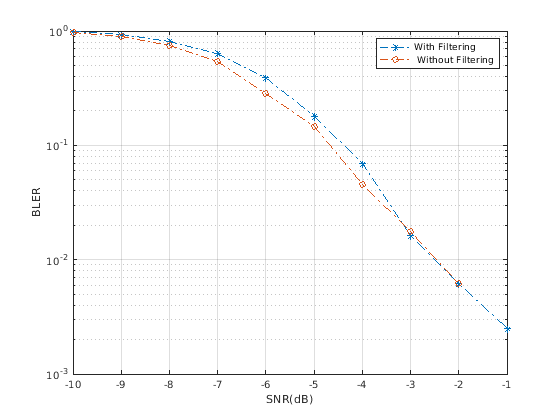 10^0
10^-1
10^-2
10^-3
BLER
With Filtering
Without Filtering
-10 -9 -8 -7 -6 -5 -4 -3 -2 -1
SNR(dB)